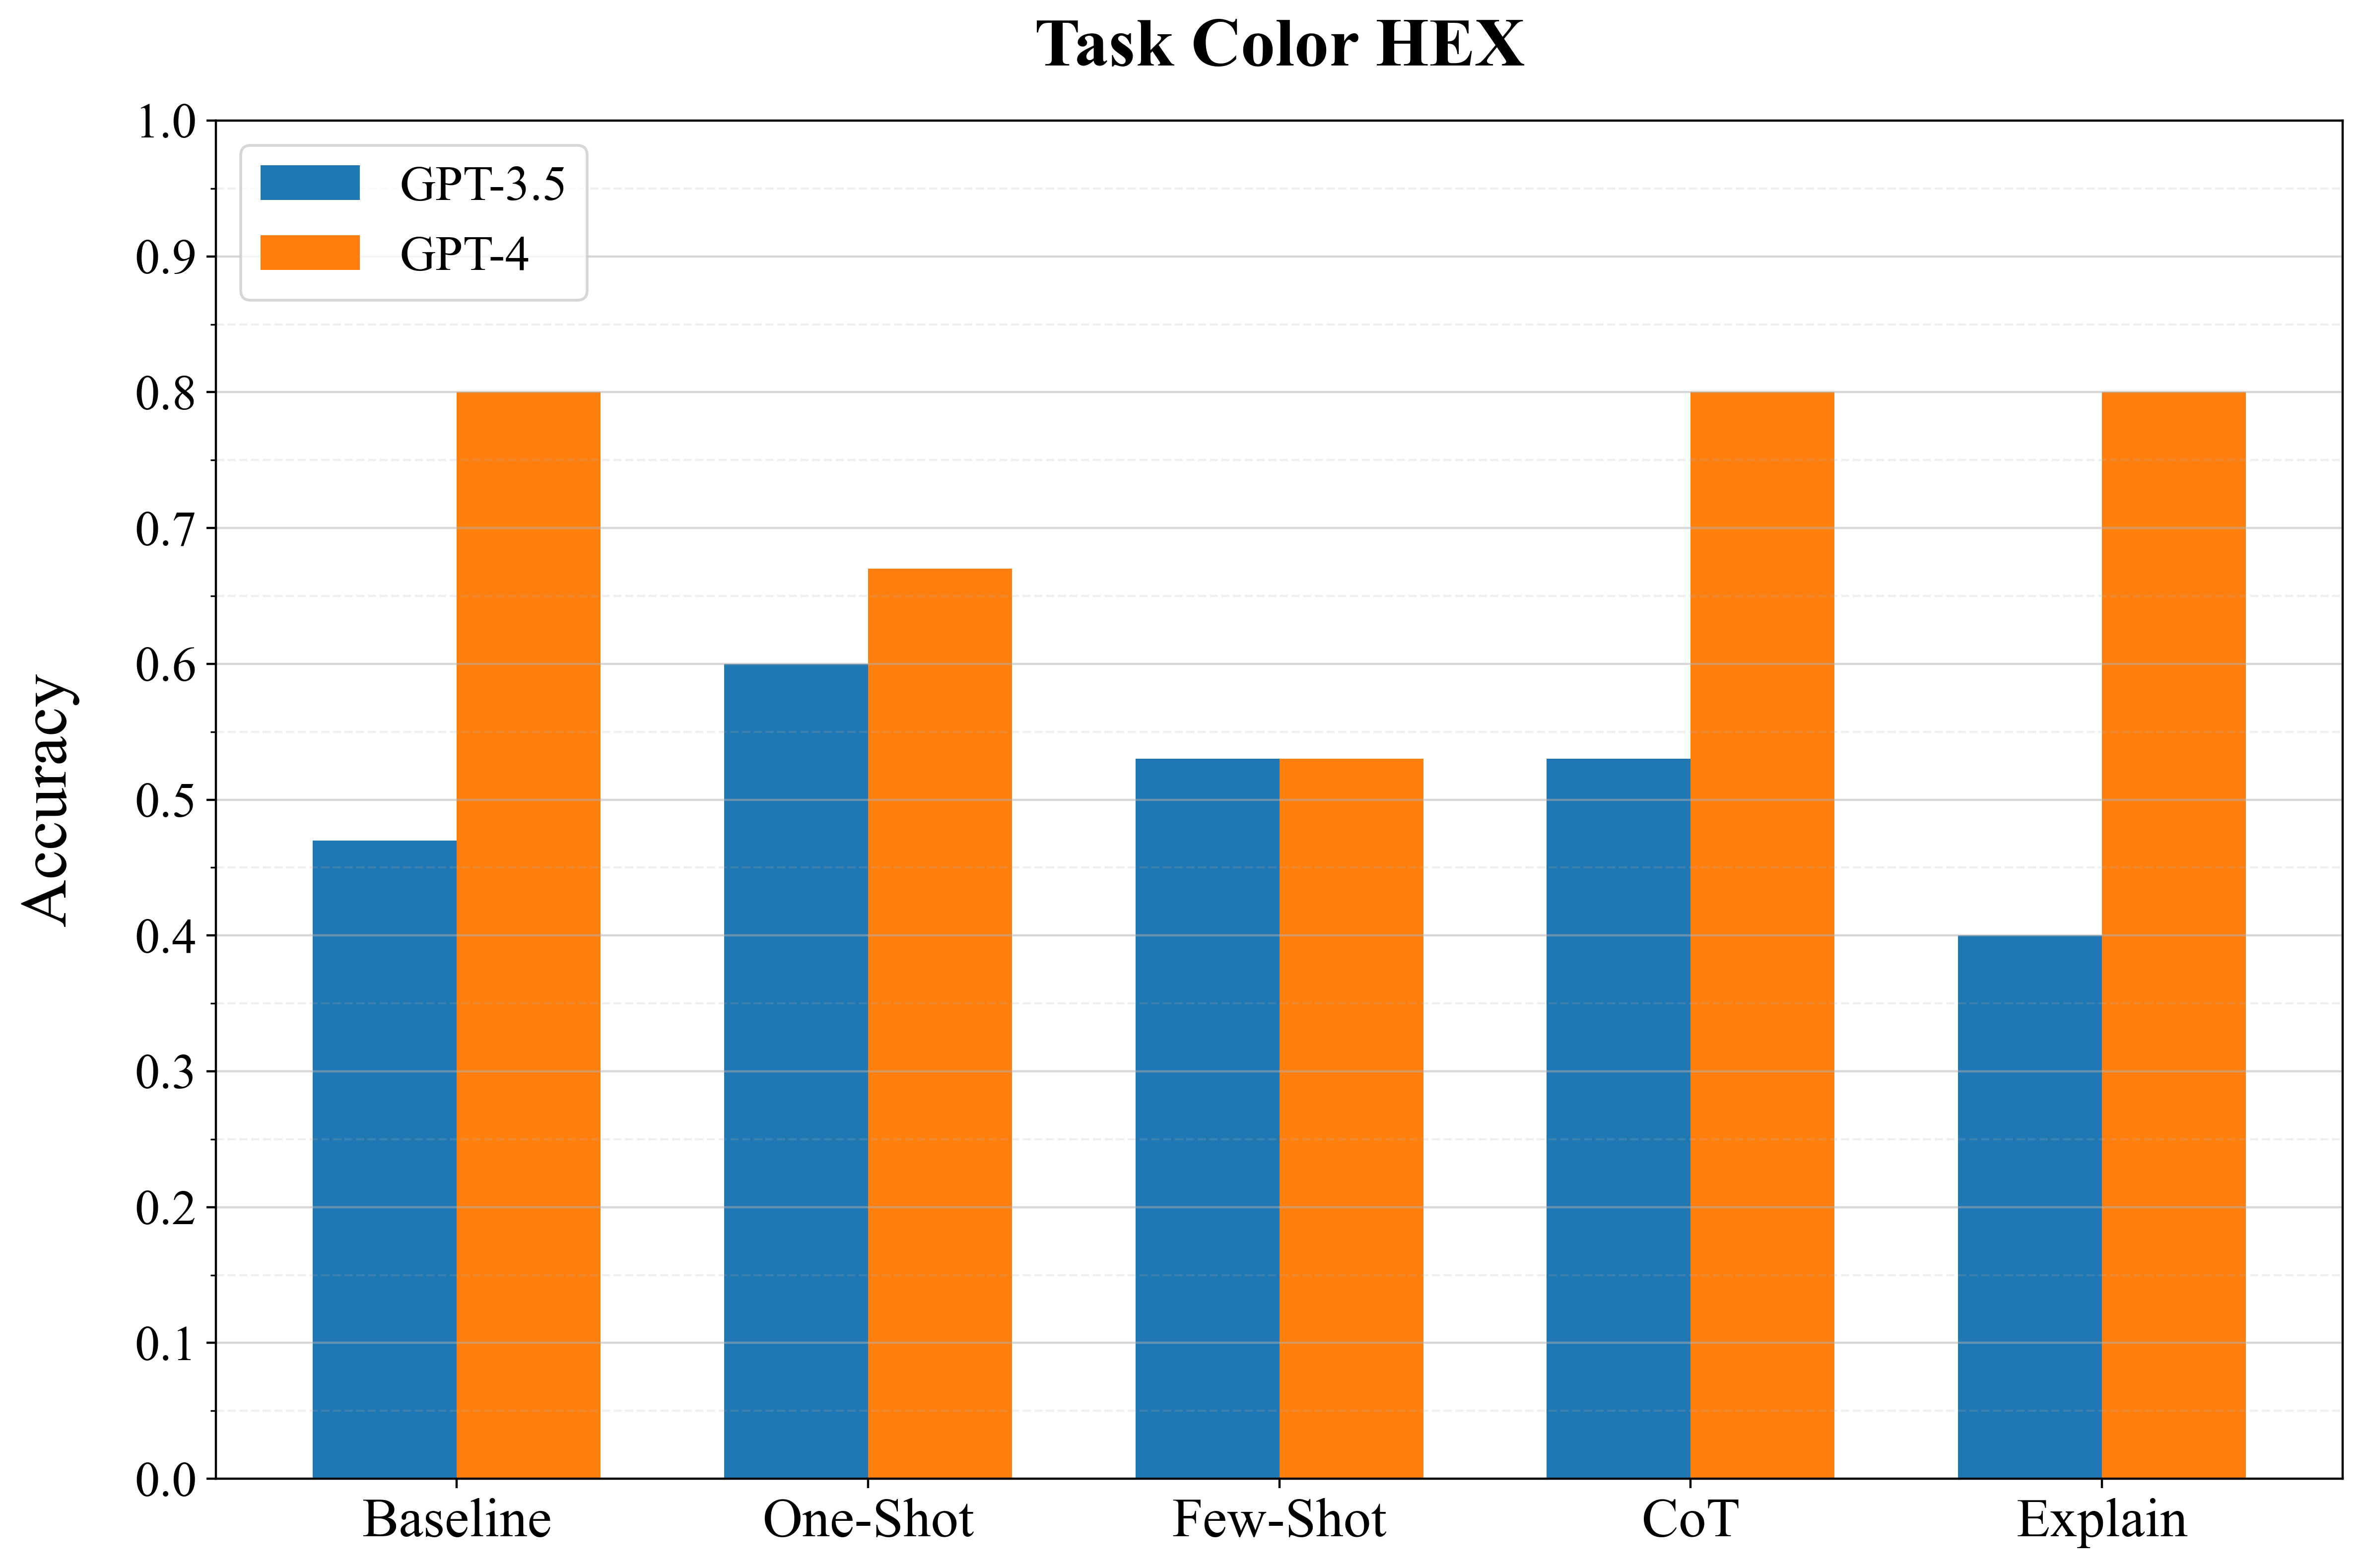 Task Color HEX
GPT-3.5
GPT-4
Accuracy
1.0
0.9
0.8
0.7
0.6
0.5
0.4
0.3
0.2
0.1
0.0
Baseline
One-Shot
Few-Shot
CoT
Explain